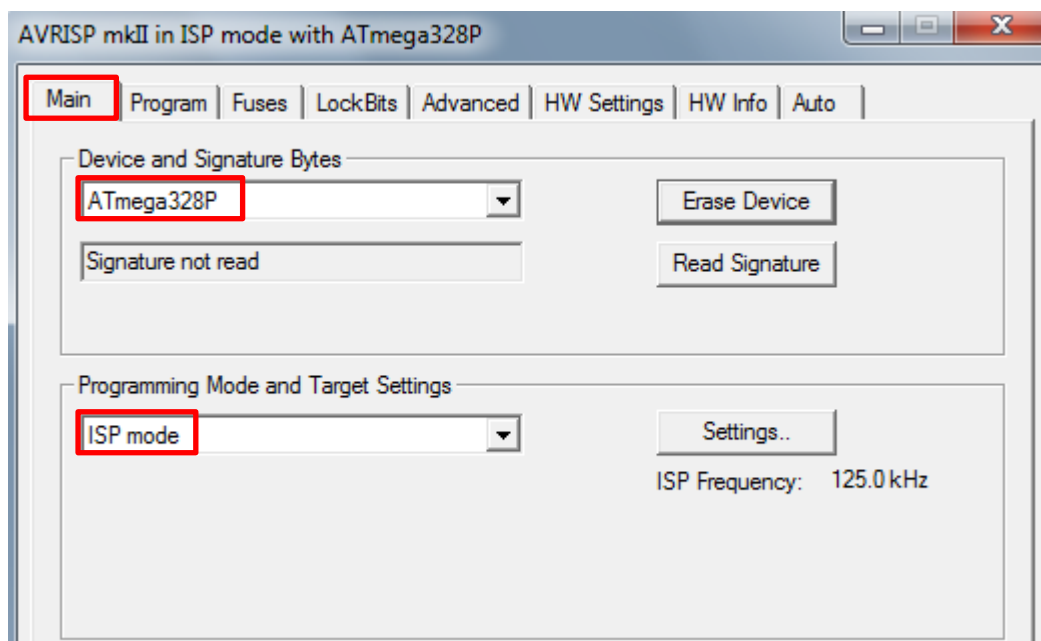 AVRISP mkII in ISP mode with ATmega328P
Main Program Fuses LockBits Advanced HW Settings HW Info Auto
Device and Signature Bytes
ATmega328P Erase Device
Signature not read Read Signature
Programming Mode and Target Settings
ISP mode Settings..
ISP Frequency: 125.0 kHz